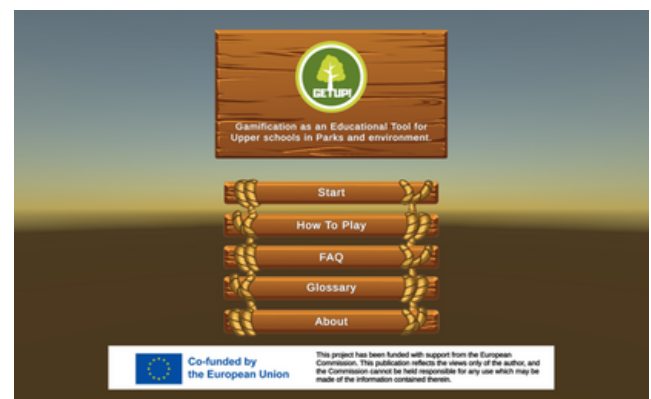 GETUP!
Gamification as an Educational Tool for
Upper schools in Parks and environment.
Start
How To Play
FAQ
Glossary
About
Co-funded by
the European Union
This project has been funded with support from the European
Commission. This publication reflects the views only of the author, and
the Commission cannot be held responsible for any use which may be
made of the information contained therein.